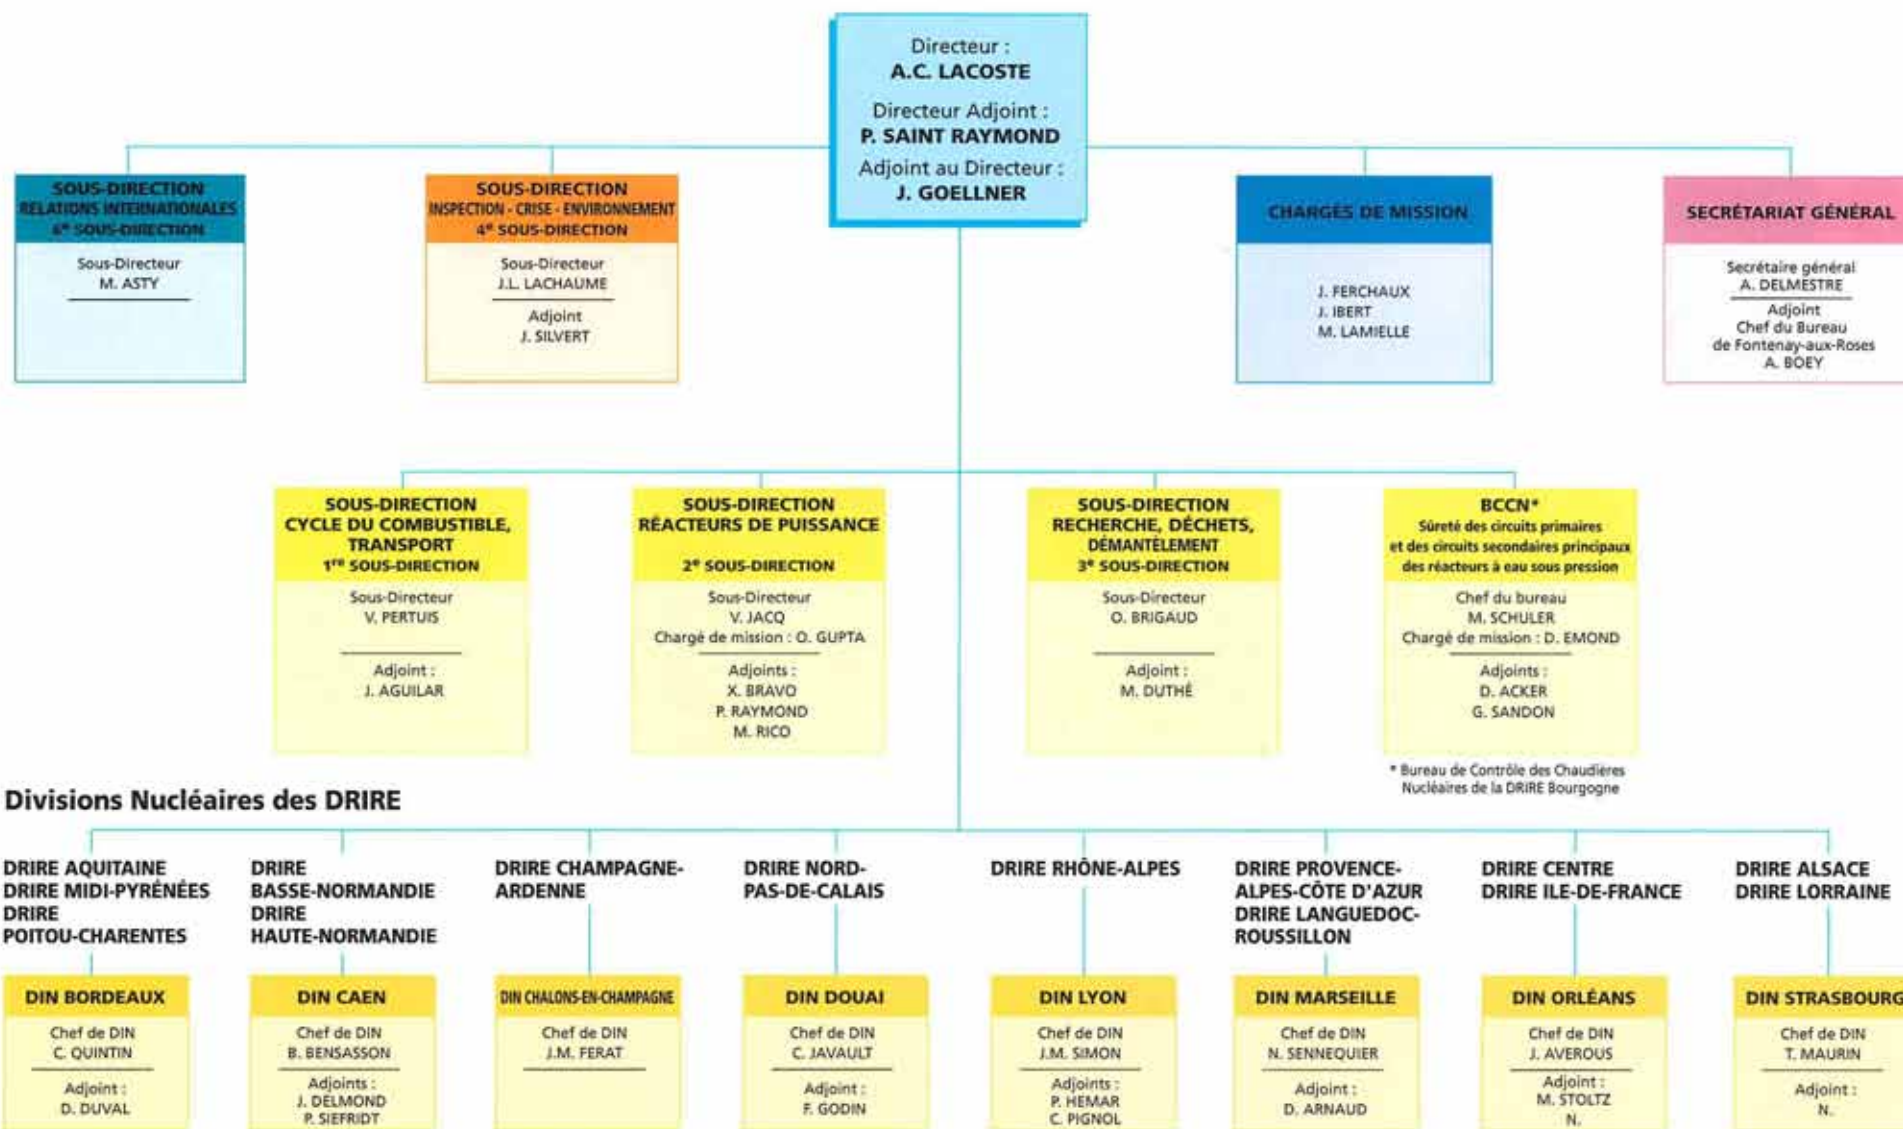 Directeur :
A.C. LACOSTE
Directeur Adjoint :
P. SAINT RAYMOND
Adjoint au Directeur :
J. GOELLNER
SOUS-DIRECTION
RELATIONS INTERNATIONALES
6e SOUS-DIRECTION
Sous-Directeur
M. ASTY
SOUS-DIRECTION
INSPECTION - CRISE - ENVIRONNEMENT
4e SOUS-DIRECTION
Sous-Directeur
J.L. LACHAUME
Adjoint
J. SILVERT
CHARGÉS DE MISSION
J. FERCHAUX
J. IBERT
M. LAMIELLE
SECRÉTARIAT GÉNÉRAL
Secrétaire général
A. DELMESTRE
Adjoint
Chef du Bureau
de Fontenay-aux-Roses
A. BOEY
SOUS-DIRECTION
CYCLE DU COMBUSTIBLE,
TRANSPORT
1re SOUS-DIRECTION
Sous-Directeur
V. PERTUIS
Adjoint :
J. AGUILAR
SOUS-DIRECTION
RÉACTEURS DE PUISSANCE
2e SOUS-DIRECTION
Sous-Directeur
V. JACQ
Chargé de mission : O. GUPTA
Adjoints :
X. BRAVO
P. RAYMOND
M. RICO
SOUS-DIRECTION
RECHERCHE, DÉCHETS,
DÉMANTÈLEMENT
3e SOUS-DIRECTION
Sous-Directeur
O. BRIGAUD
Adjoint :
M. DUTHÉ
BCCN*
Sûreté des circuits primaires
et des circuits secondaires principaux
des réacteurs à eau sous pression
Chef du bureau
M. SCHULER
Chargé de mission : D. EMOND
Adjoints :
D. ACKER
G. SANDON
* Bureau de Contrôle des Chaudières
Nucléaires de la DRIRE Bourgogne
Divisions Nucléaires des DRIRE
DRIRE AQUITAINE
DRIRE MIDI-PYRÉNÉES
DRIRE
POITOU-CHARENTES
DIN BORDEAUX
Chef de DIN
C. QUINTIN
Adjoint :
D. DUVAL
DRIRE
BASSE-NORMANDIE
DRIRE
HAUTE-NORMANDIE
DIN CAEN
Chef de DIN
B. BENSASSON
Adjoints :
J. DELMOND
P. SIEFRIDT
DRIRE CHAMPAGNE-
ARDENNE
DIN CHALONS-EN-CHAMPAGNE
Chef de DIN
J.M. FERAT
DRIRE NORD-
PAS-DE-CALAIS
DIN DOUAI
Chef de DIN
C. JAVAULT
Adjoint :
F. GODIN
DRIRE RHÔNE-ALPES
DIN LYON
Chef de DIN
J.M. SIMON
Adjoints :
P. HEMAR
C. PIGNOL
DRIRE PROVENCE-
ALPES-CÔTE D'AZUR
DRIRE LANGUEDOC-
ROUSSILLON
DIN MARSEILLE
Chef de DIN
N. SENNEQUIER
Adjoint :
D. ARNAUD
DRIRE CENTRE
DRIRE ILE-DE-FRANCE
DIN ORLÉANS
Chef de DIN
J. AVEROUS
Adjoint :
M. STOLTZ
N.
DRIRE ALSACE
DRIRE LORRAINE
DIN STRASBOURG
Chef de DIN
T. MAURIN
Adjoint :
N.